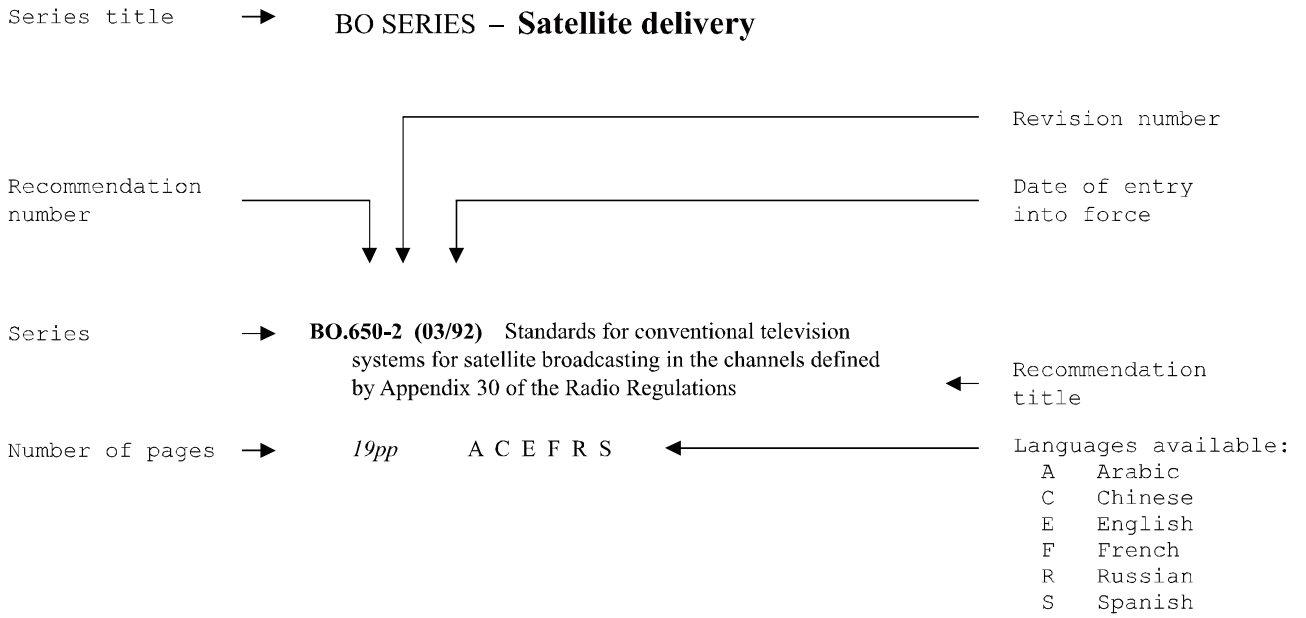 Series title
BO SERIES – Satellite delivery
Revision number
Recommendation
number
Date of entry
into force
Series
BO.650-2 (03/92) Standards for conventional television
systems for satellite broadcasting in the channels defined
by Appendix 30 of the Radio Regulations
Recommendation
title
Number of pages
19pp A C E F R S
Languages available:
A Arabic
C Chinese
E English
F French
R Russian
S Spanish